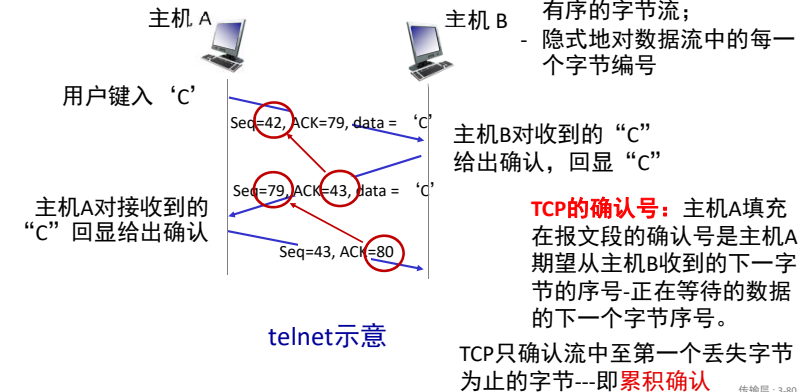 主机 A
主机 B
有序的字节流；
- 隐式地对数据流中的每一
个字节编号
用户键入‘C’
Seq=42, ACK=79, data = ‘C’
主机B对收到的“C”
给出确认，回显“C”
Seq=79, ACK=43, data = ‘C’
主机A对接收到的
“C”回显给出确认
Seq=43, ACK=80
TCP的确认号：主机A填充
在报文段的确认号是主机A
期望从主机B收到的下一字
节的序号-正在等待的数据
的下一个字节序号。
telnet示意
TCP只确认流中至第一个丢失字节
为止的字节---即累积确认
传输层：3-80